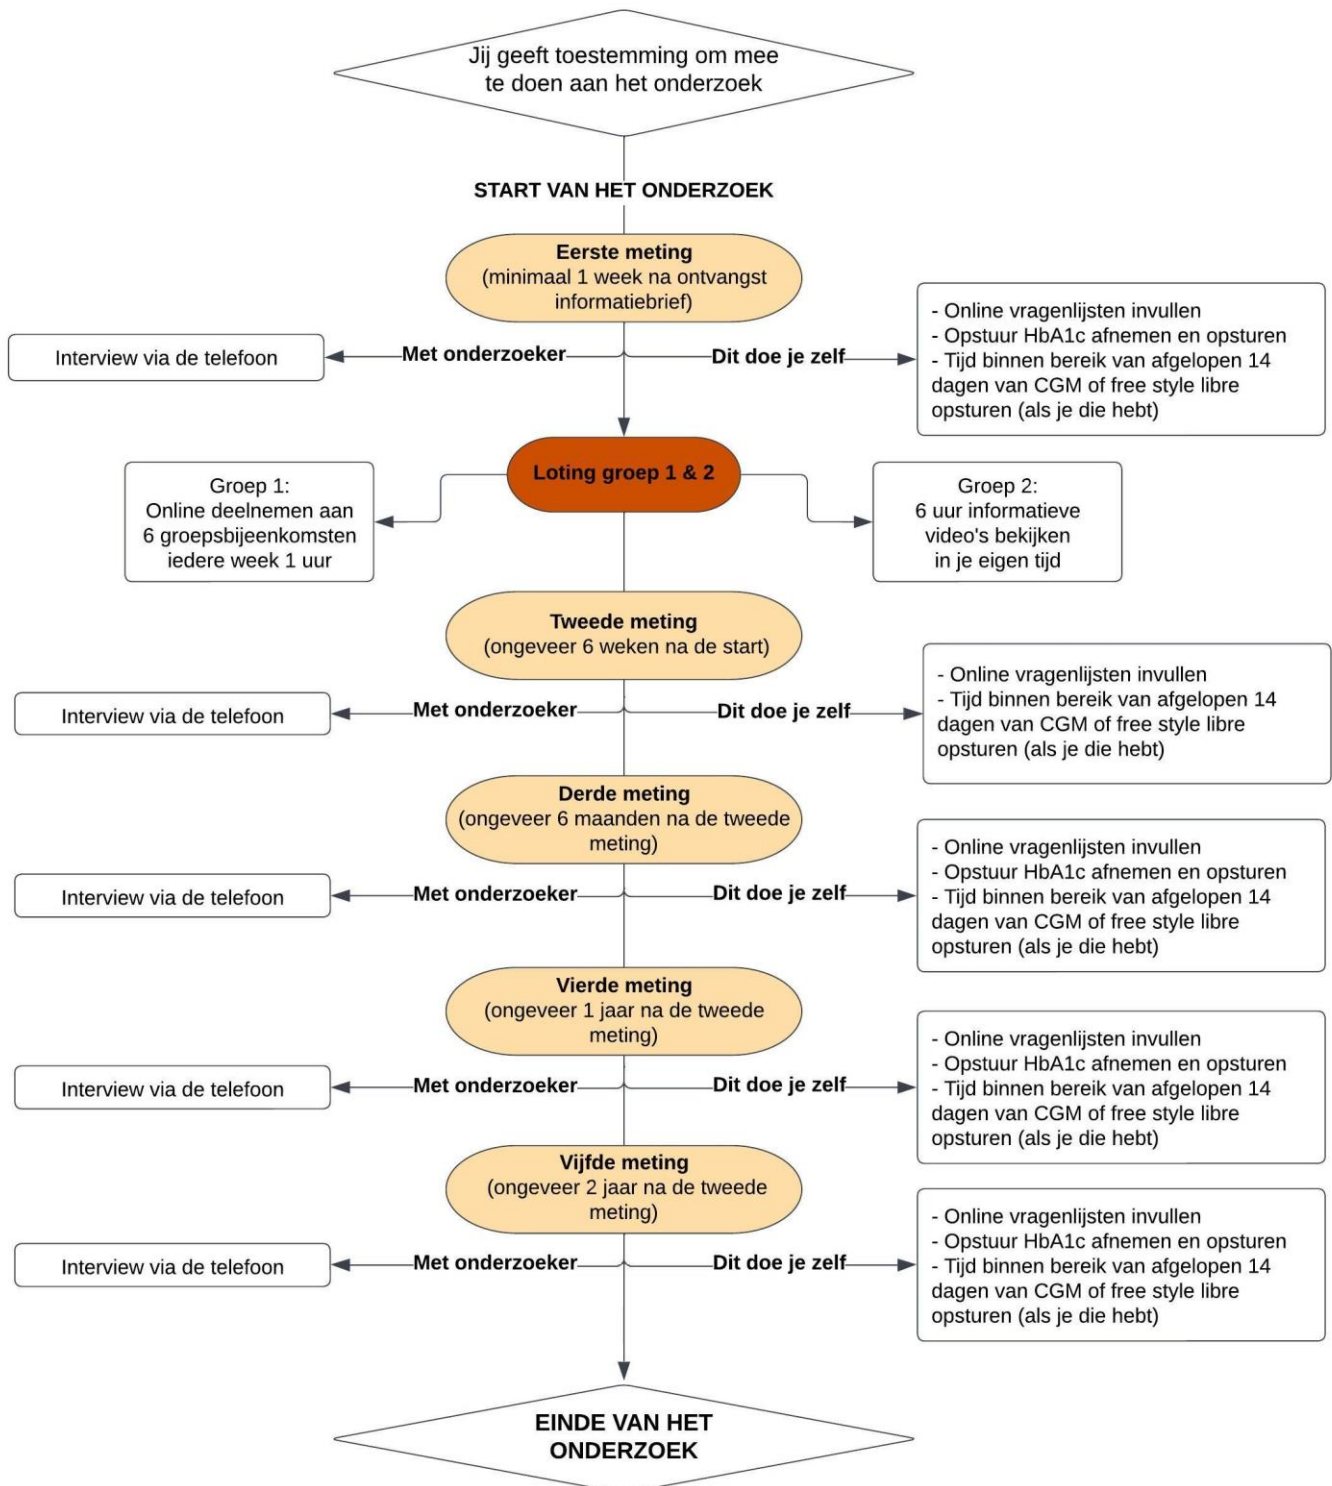 Jij geeft toestemming om mee
te doen aan het onderzoek
START VAN HET ONDERZOEK
Eerste meting
(minimaal 1 week na ontvangst
informatiebrief)
Met onderzoeker
Interview via de telefoon
Dit doe je zelf
- Online vragenlijsten invullen
- Opstuur HbA1c afnemen en opsturen
- Tijd binnen bereik van afgelopen 14
dagen van CGM of free style libre
opsturen (als je die hebt)
Loting groep 1 & 2
Groep 1:
Online deelnemen aan
6 groepsbijeenkomsten
iedere week 1 uur
Groep 2:
6 uur informatieve
video's bekijken
in je eigen tijd
Tweede meting
(ongeveer 6 weken na de start)
Met onderzoeker
Interview via de telefoon
Dit doe je zelf
- Online vragenlijsten invullen
- Tijd binnen bereik van afgelopen 14
dagen van CGM of free style libre
opsturen (als je die hebt)
Derde meting
(ongeveer 6 maanden na de tweede
meting)
Met onderzoeker
Interview via de telefoon
Dit doe je zelf
- Online vragenlijsten invullen
- Opstuur HbA1c afnemen en opsturen
- Tijd binnen bereik van afgelopen 14
dagen van CGM of free style libre
opsturen (als je die hebt)
Vierde meting
(ongeveer 1 jaar na de tweede
meting)
Met onderzoeker
Interview via de telefoon
Dit doe je zelf
- Online vragenlijsten invullen
- Opstuur HbA1c afnemen en opsturen
- Tijd binnen bereik van afgelopen 14
dagen van CGM of free style libre
opsturen (als je die hebt)
Vijfde meting
(ongeveer 2 jaar na de tweede
meting)
Met onderzoeker
Interview via de telefoon
Dit doe je zelf
- Online vragenlijsten invullen
- Opstuur HbA1c afnemen en opsturen
- Tijd binnen bereik van afgelopen 14
dagen van CGM of free style libre
opsturen (als je die hebt)
EINDE VAN HET
ONDERZOEK